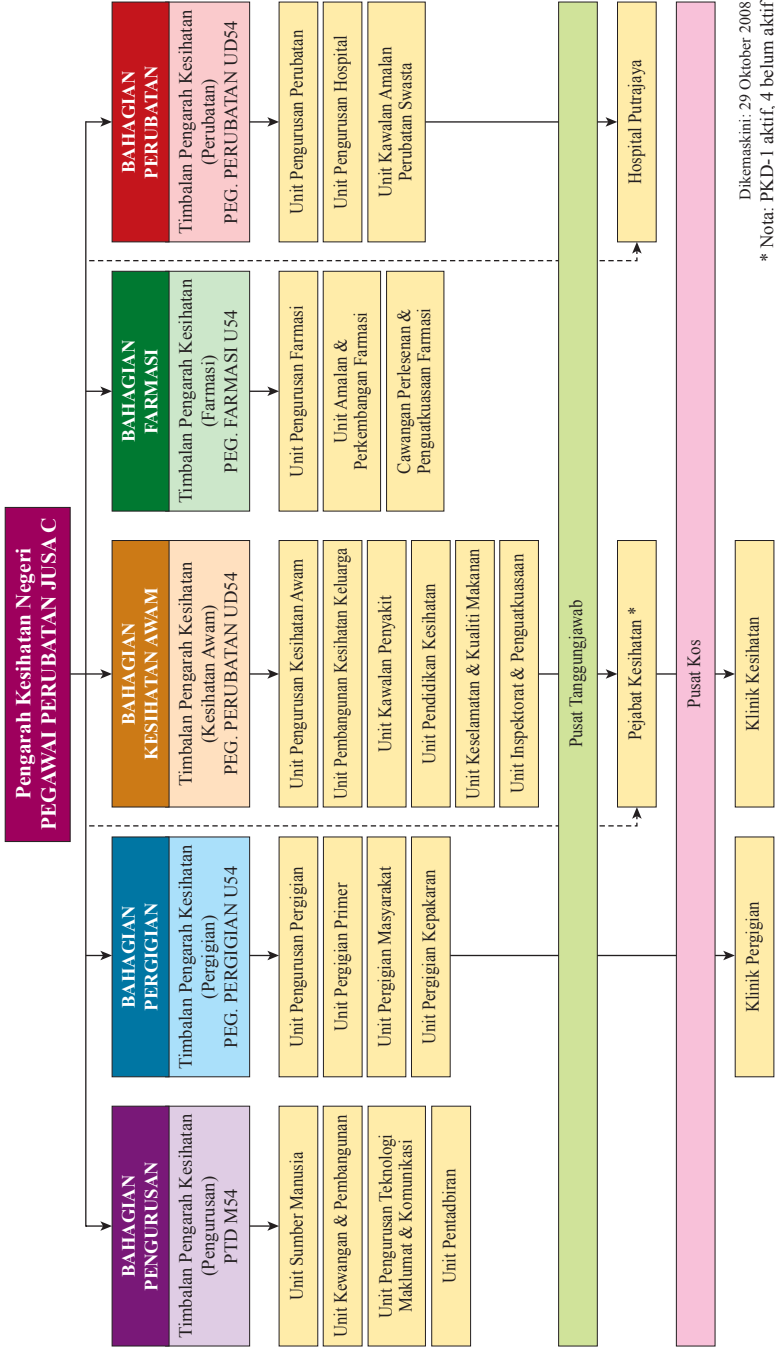 Pengarah Kesihatan Negeri
PEGAWAI PERUBATAN JUSA C
BAHAGIAN
PENGURUSAN
Timbalan Pengarah Kesihatan
(Pengurusan)
PTD M54
Unit Sumber Manusia
Unit Kewangan & Pembangunan
Unit Pengurusan Teknologi
Maklumat & Komunikasi
Unit Pentadbiran
BAHAGIAN
PERGIGIAN
Timbalan Pengarah Kesihatan
(Pergigian)
PEG. PERGIGIAN U54
Unit Pengurusan Pergigian
Unit Pergigian Primer
Unit Pergigian Masyarakat
Unit Pergigian Kepakaran
BAHAGIAN
KESIHATAN AWAM
Timbalan Pengarah Kesihatan
(Kesihatan Awam)
PEG. PERUBATAN UD54
Unit Pengurusan Kesihatan Awam
Unit Pembangunan Kesihatan Keluarga
Unit Kawalan Penyakit
Unit Pendidikan Kesihatan
Unit Keselamatan & Kualiti Makanan
Unit Inspektorat & Penguatkuasaan
BAHAGIAN
FARMASI
Timbalan Pengarah Kesihatan
(Farmasi)
PEG. FARMASI U54
Unit Pengurusan Farmasi
Unit Amalan &
Perkembangan Farmasi
Cawangan Perlesenan &
Penguatkuasaan Farmasi
BAHAGIAN
PERUBATAN
Timbalan Pengarah Kesihatan
(Perubatan)
PEG. PERUBATAN UD54
Unit Pengurusan Perubatan
Unit Pengurusan Hospital
Unit Kawalan Amalan
Perubatan Swasta
Pusat Tanggungjawab
Pejabat Kesihatan *
Hospital Putrajaya
Pusat Kos
Klinik Pergigian
Klinik Kesihatan
Dikemaskini: 29 Oktober 2008
* Nota: PKD-1 aktif, 4 belum aktif